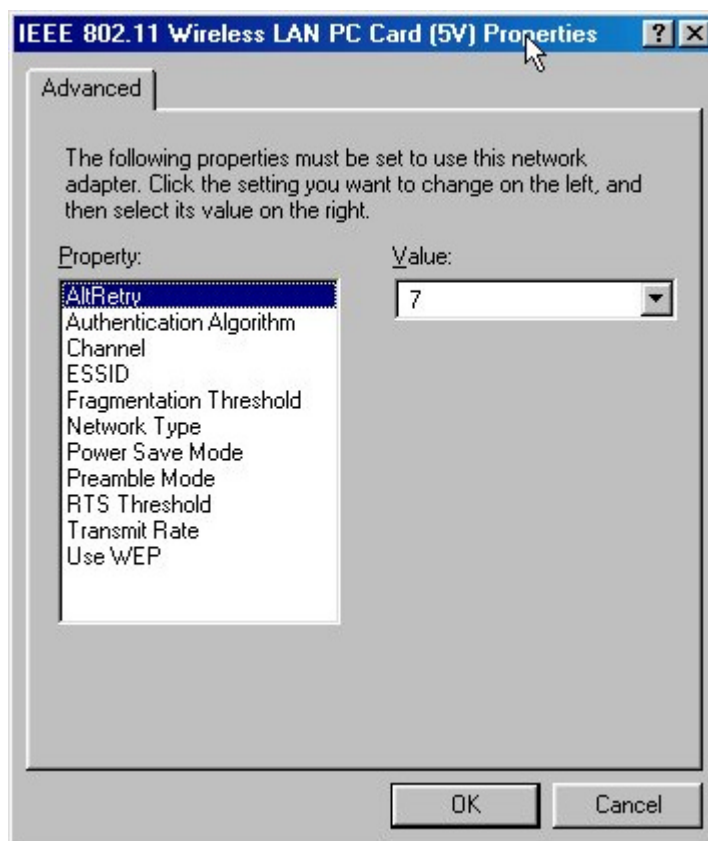 IEEE 802.11 Wireless LAN PC Card (5V) Properties
Advanced
The following properties must be set to use this network
adapter. Click the setting you want to change on the left, and
then select its value on the right.
Property:
AltRetry
Authentication Algorithm
Channel
ESSID
Fragmentation Threshold
Network Type
Power Save Mode
Preamble Mode
RTS Threshold
Transmit Rate
Use WEP
Value:
7
OK
Cancel